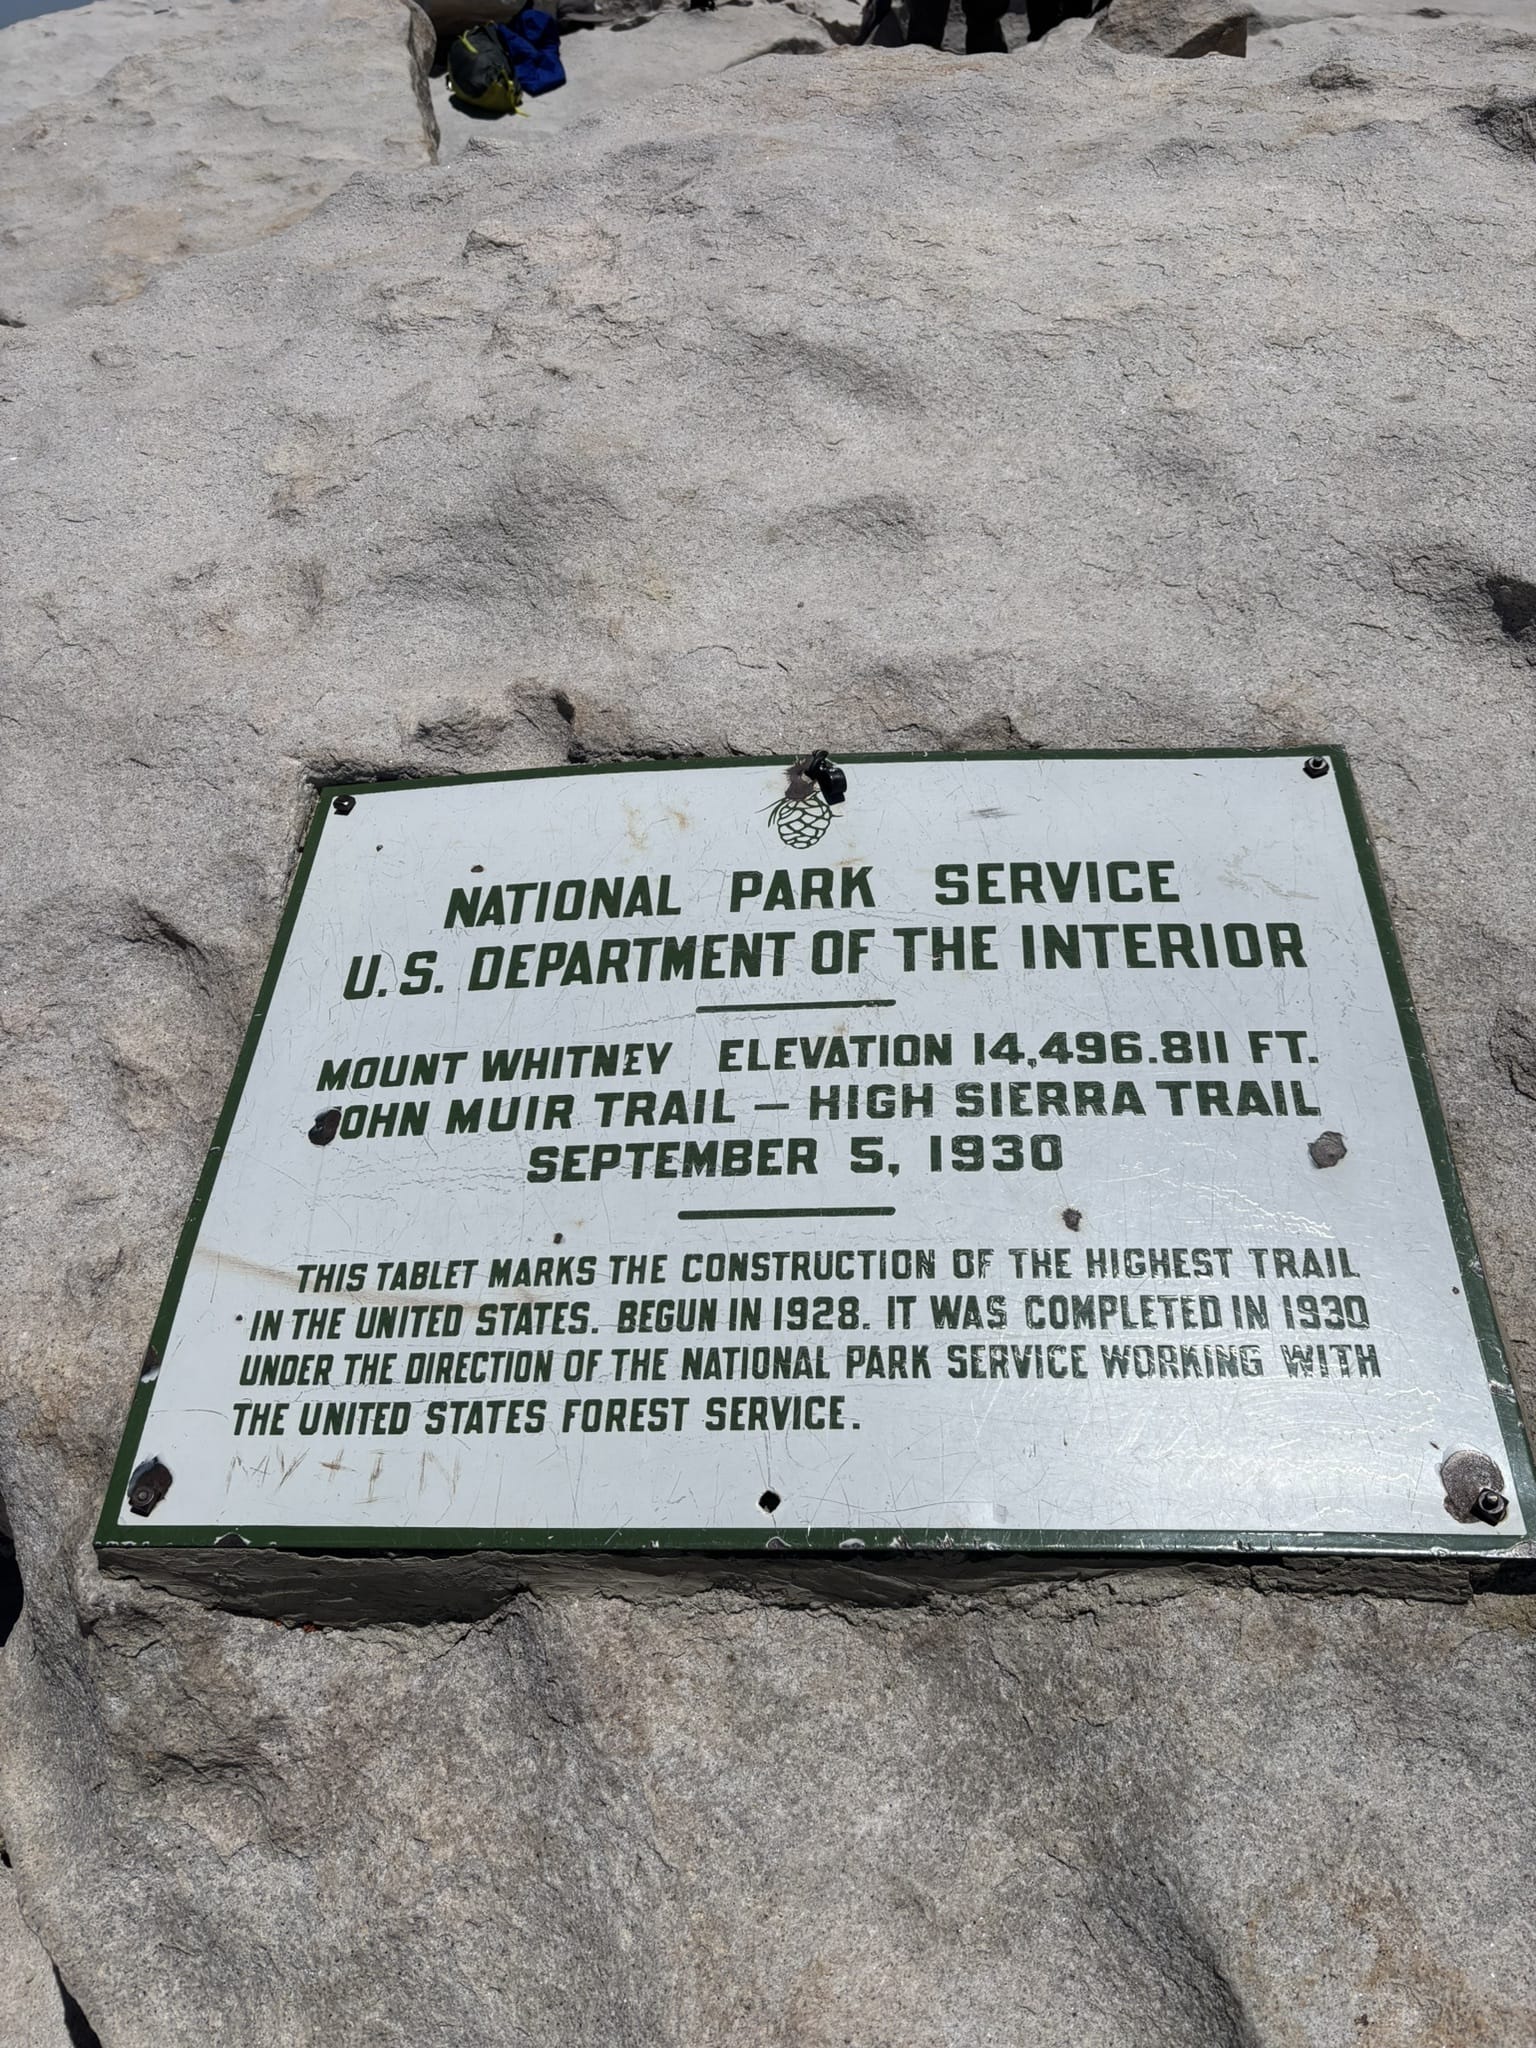 NATIONAL PARK SERVICE
U.S. DEPARTMENT OF THE INTERIOR
MOUNT WHITNEY ELEVATION 14,496.811 FT.
JOHN MUIR TRAIL — HIGH SIERRA TRAIL
SEPTEMBER 5, 1930
THIS TABLET MARKS THE CONSTRUCTION OF THE HIGHEST TRAIL
IN THE UNITED STATES. BEGUN IN 1928. IT WAS COMPLETED IN 1930
UNDER THE DIRECTION OF THE NATIONAL PARK SERVICE WORKING WITH
THE UNITED STATES FOREST SERVICE.